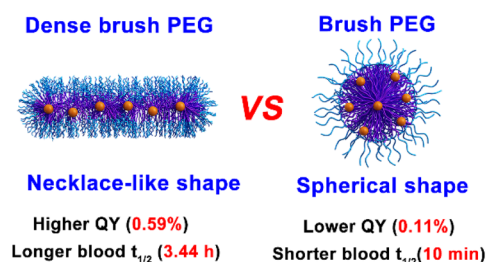 Dense brush PEG
Necklace-like shape
Higher QY (0.59%)
Longer blood t1/2 (3.44 h)
VS
Brush PEG
Spherical shape
Lower QY (0.11%)
Shorter blood t1/2(10 min)